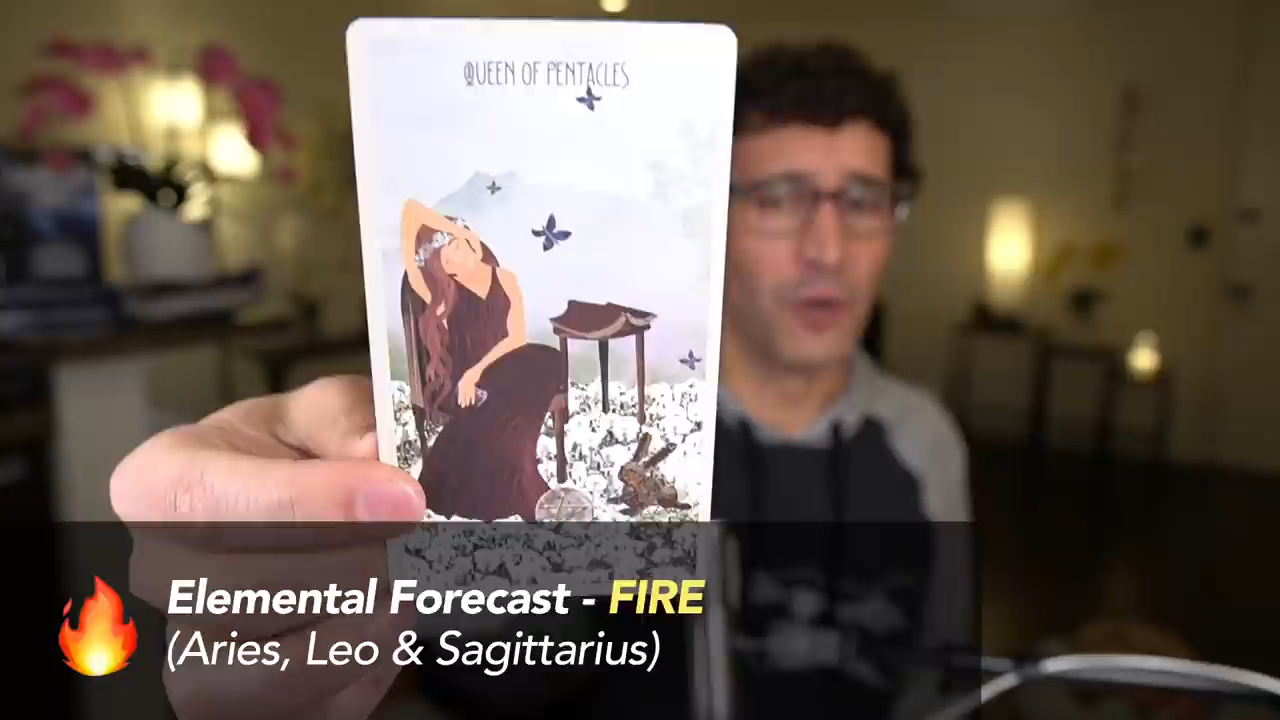 QUEEN OF PENTACLES
Elemental Forecast - FIRE
(Aries, Leo & Sagittarius)